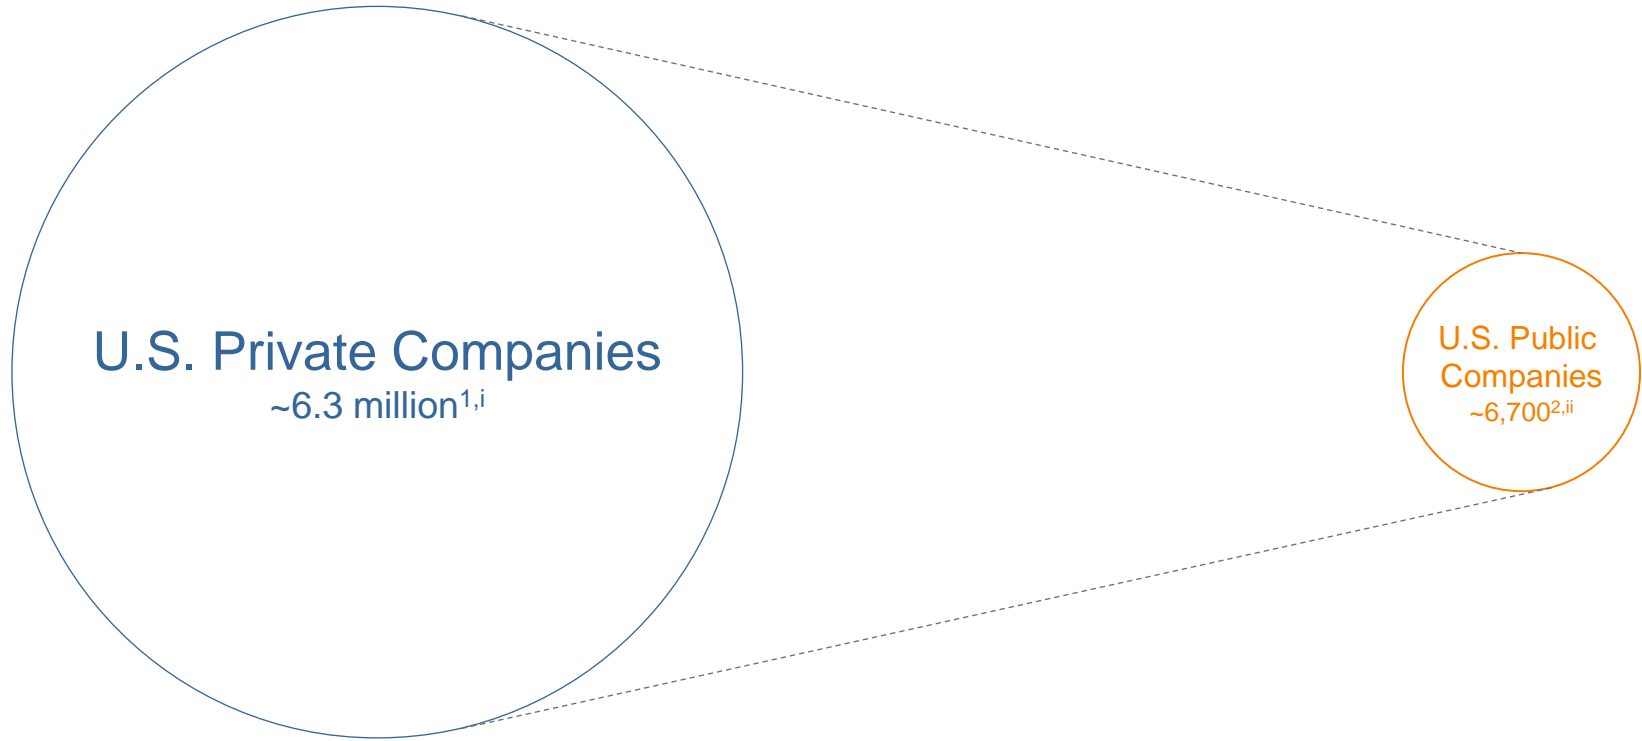 U.S. Private Companies
~6.3 million¹,ⁱ
U.S. Public
Companies
~6,700²,ⁱⁱ